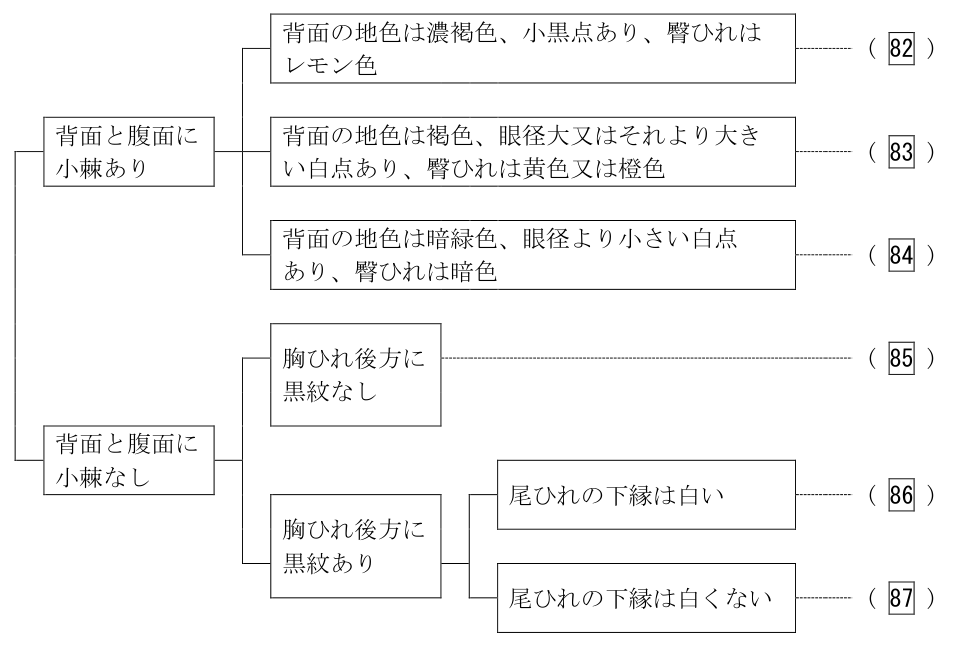 背面の地色は濃褐色、小黒点あり、臀ひれは
レモン色
( 82 )
背面と腹面に
小棘あり
背面の地色は褐色、眼径大又はそれより大き
い白点あり、臀ひれは黄色又は橙色
( 83 )
背面の地色は暗緑色、眼径より小さい白点
あり、臀ひれは暗色
( 84 )
胸ひれ後方に
黒紋なし
( 85 )
背面と腹面に
小棘なし
尾ひれの下縁は白い
( 86 )
胸ひれ後方に
黒紋あり
尾ひれの下縁は白くない
( 87 )